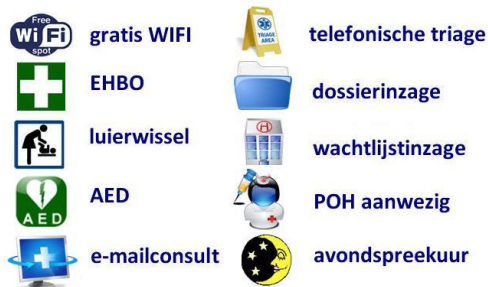 Free
WiFi
spot
gratis WIFI
EHBO
luierwissel
AED
AED
e-mailconsult
TRIAGE
AREA
telefonische triage
dossierinzage
H
wachtlijstinzage
POH aanwezig
avondspreekuur